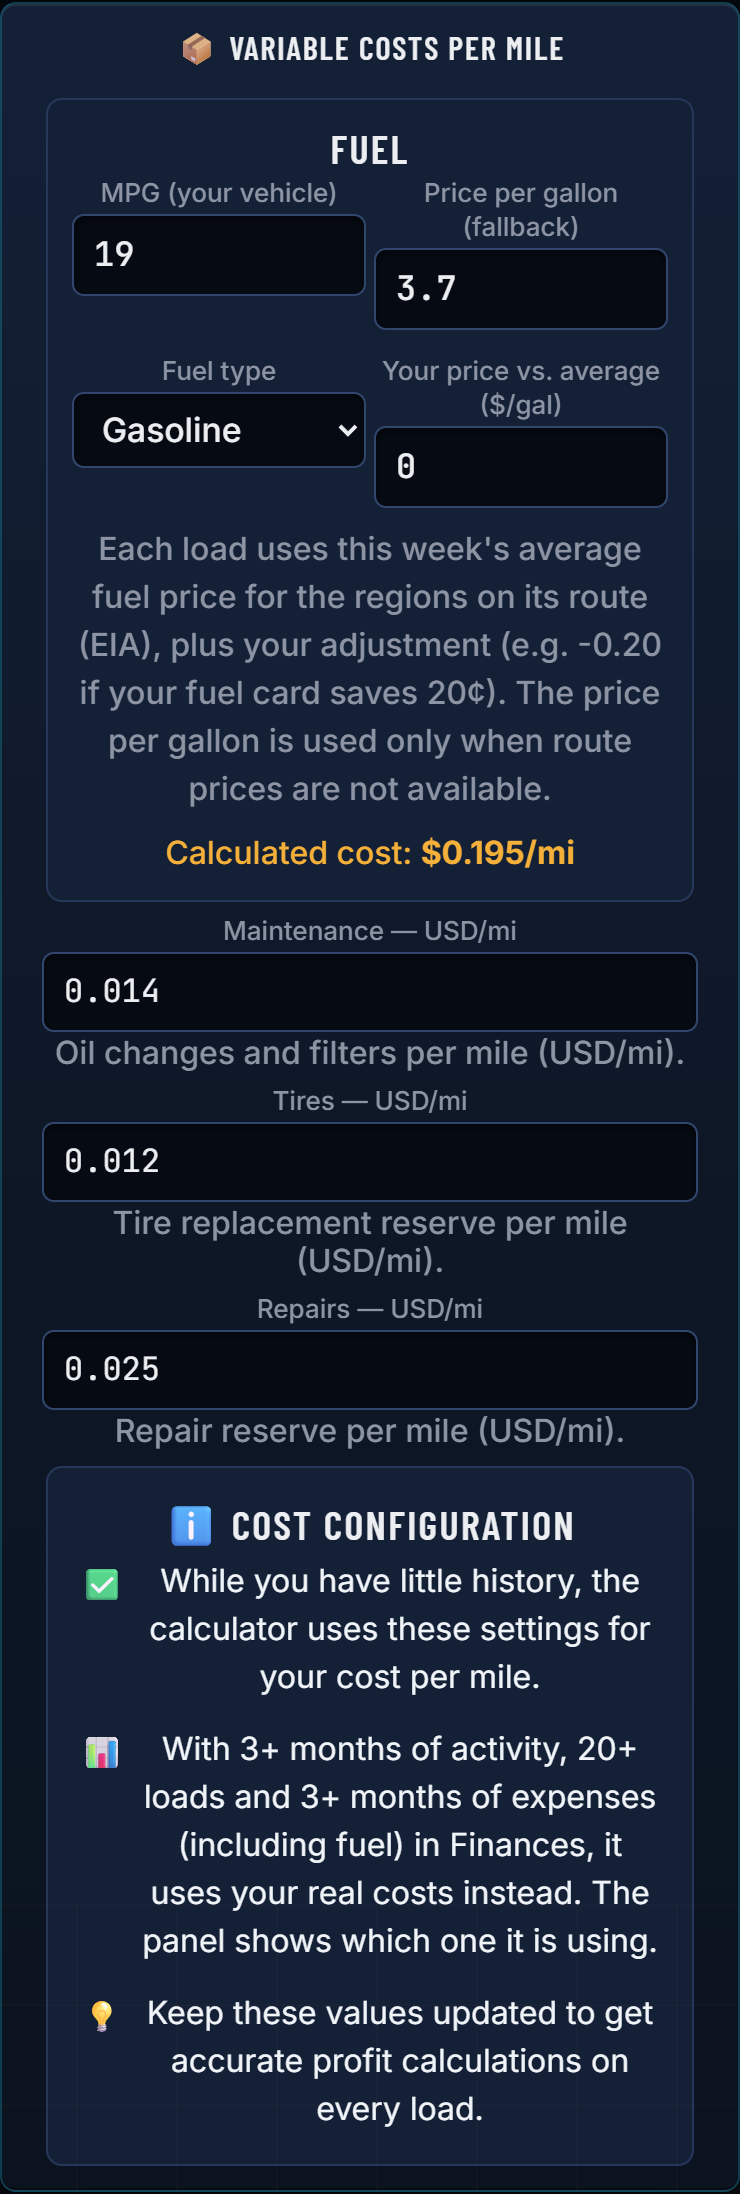 VARIABLE COSTS PER MILE
FUEL
MPG (your vehicle)
19
Price per gallon
(fallback)
3.7
Fuel type
Gasoline
Your price vs. average
($/gal)
0
Each load uses this week's average
fuel price for the regions on its route
(EIA), plus your adjustment (e.g. -0.20
if your fuel card saves 20¢). The price
per gallon is used only when route
prices are not available.
Calculated cost: $0.195/mi
Maintenance — USD/mi
0.014
Oil changes and filters per mile (USD/mi).
Tires — USD/mi
0.012
Tire replacement reserve per mile
(USD/mi).
Repairs — USD/mi
0.025
Repair reserve per mile (USD/mi).
COST CONFIGURATION
While you have little history, the
calculator uses these settings for
your cost per mile.
With 3+ months of activity, 20+
loads and 3+ months of expenses
(including fuel) in Finances, it
uses your real costs instead. The
panel shows which one it is using.
Keep these values updated to get
accurate profit calculations on
every load.